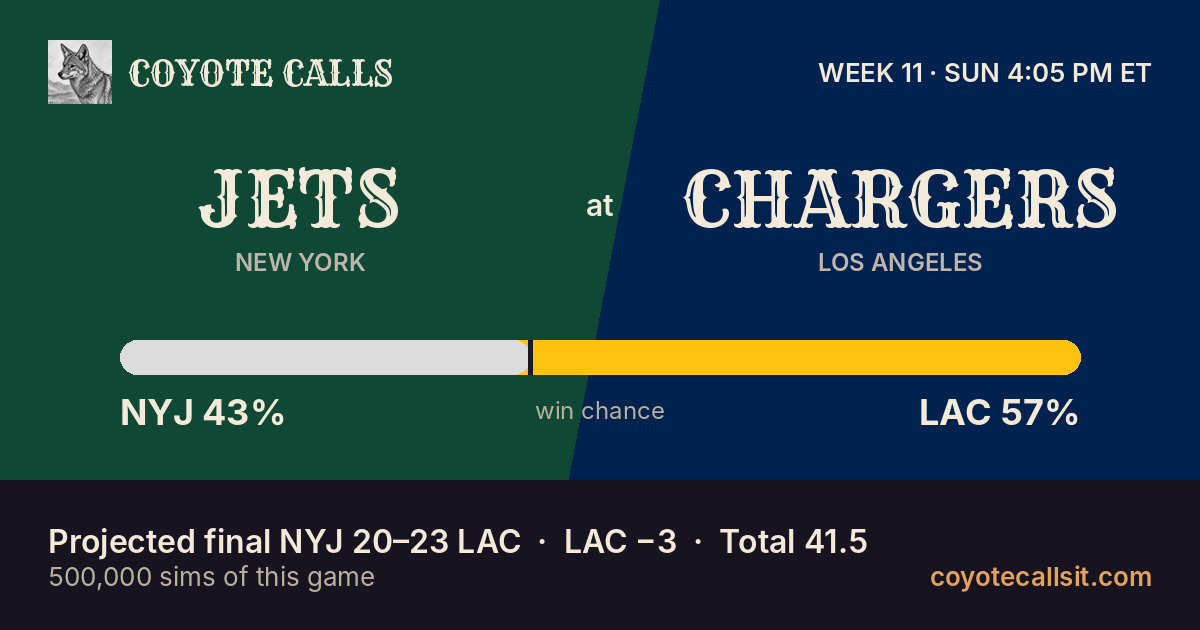 COYOTE CALLS
WEEK 11 · SUN 4:05 PM ET
JETS
at
CHARGERS
NEW YORK
LOS ANGELES
NYJ 43%
win chance
LAC 57%
Projected final NYJ 20–23 LAC · LAC −3 · Total 41.5
500,000 sims of this game
coyotecallsit.com